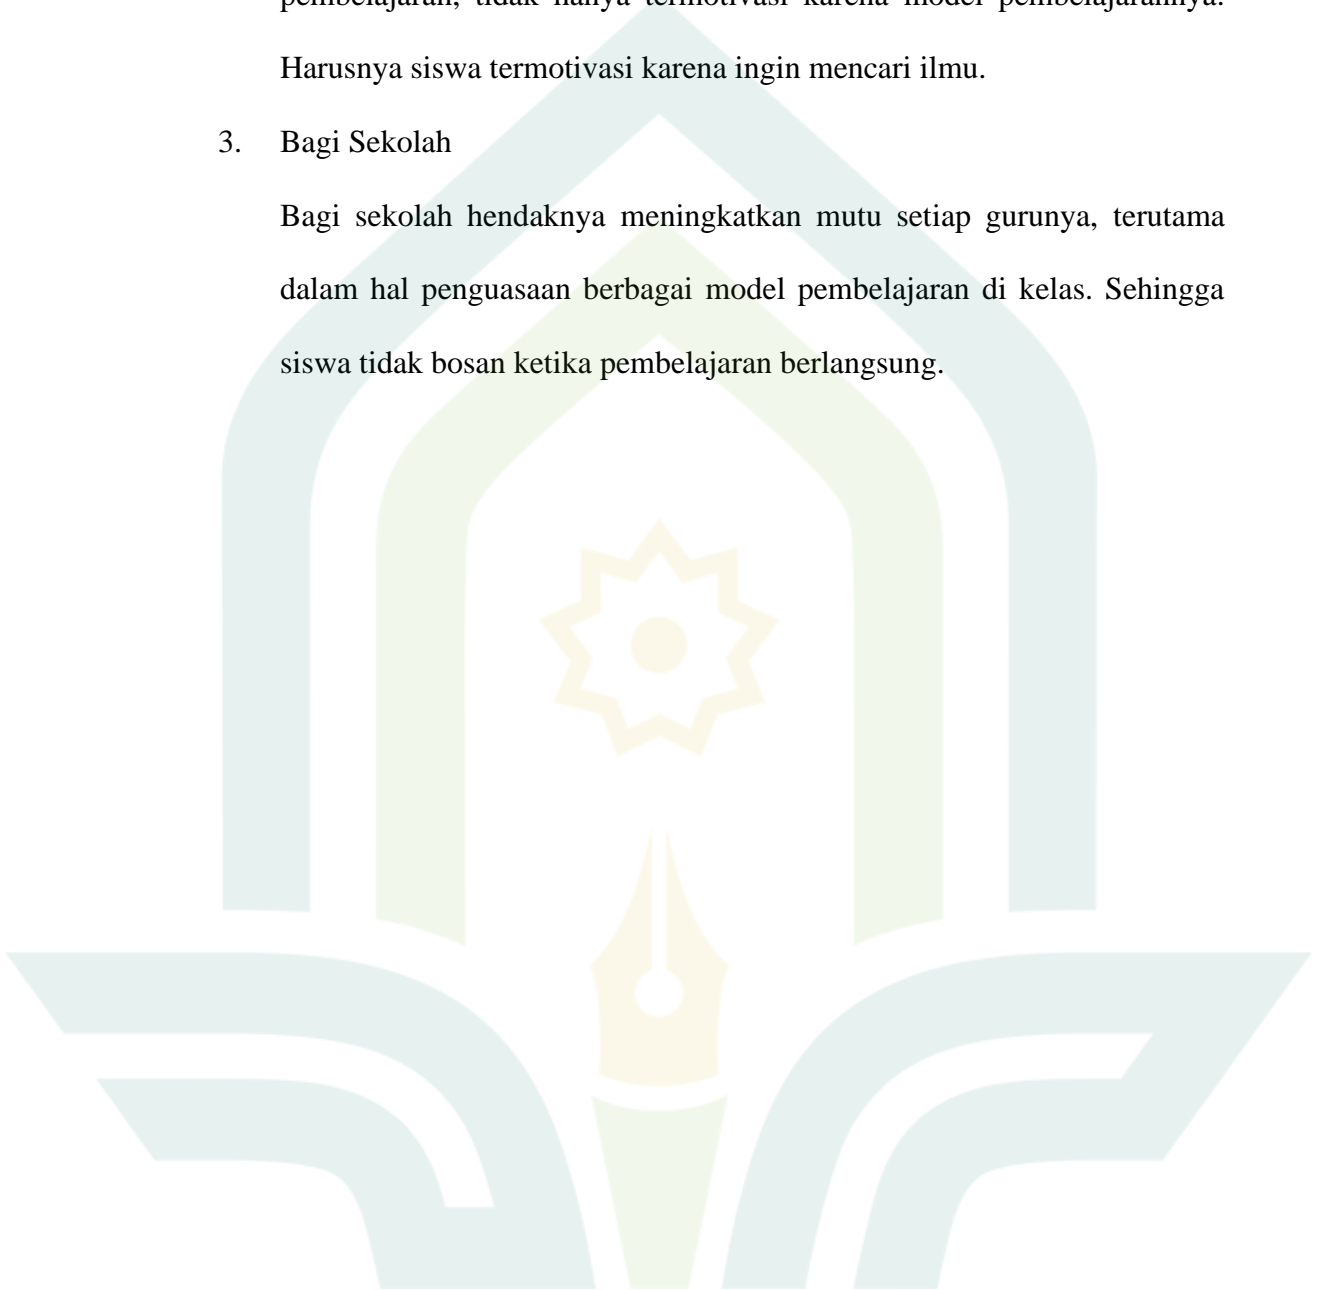 pembelajaran, tidak hanya termotivasi karena model pembelajarannya.
Harusnya siswa termotivasi karena ingin mencari ilmu.
3. Bagi Sekolah
Bagi sekolah hendaknya meningkatkan mutu setiap gurunya, terutama
dalam hal penguasaan berbagai model pembelajaran di kelas. Sehingga
siswa tidak bosan ketika pembelajaran berlangsung.